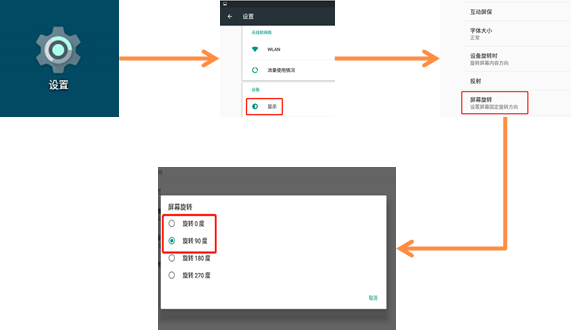 设置
设置
无线和网络
WLAN
流量使用情况
设备
显示
互动屏保
字体大小
正常
设备旋转时
旋转屏幕内容方向
投射
屏幕旋转
设置屏幕固定旋转方向
屏幕旋转
旋转 0 度
旋转 90 度
旋转 180 度
旋转 270 度
取消